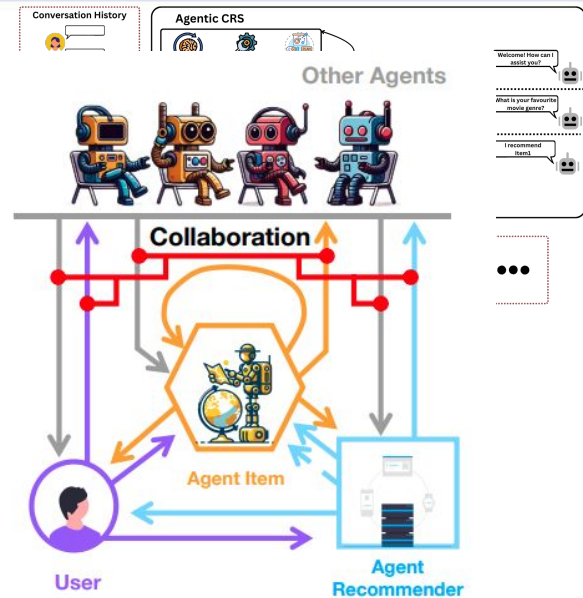 Conversation History
Agentic CRS
Welcome! How can I
assist you?
What is your favourite
movie genre?
I recommend
Item1
Other Agents
Collaboration
Agent Item
User
Agent
Recommender